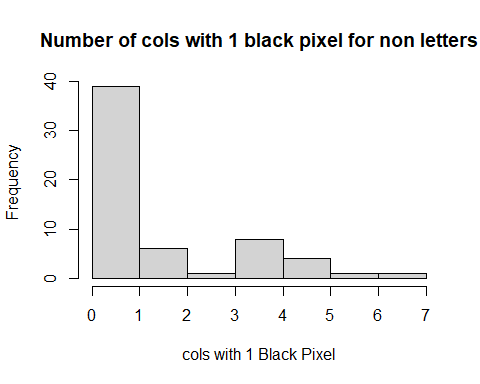 Number of cols with 1 black pixel for non letters
Frequency
40
30
20
10
0
0 1 2 3 4 5 6 7
cols with 1 Black Pixel